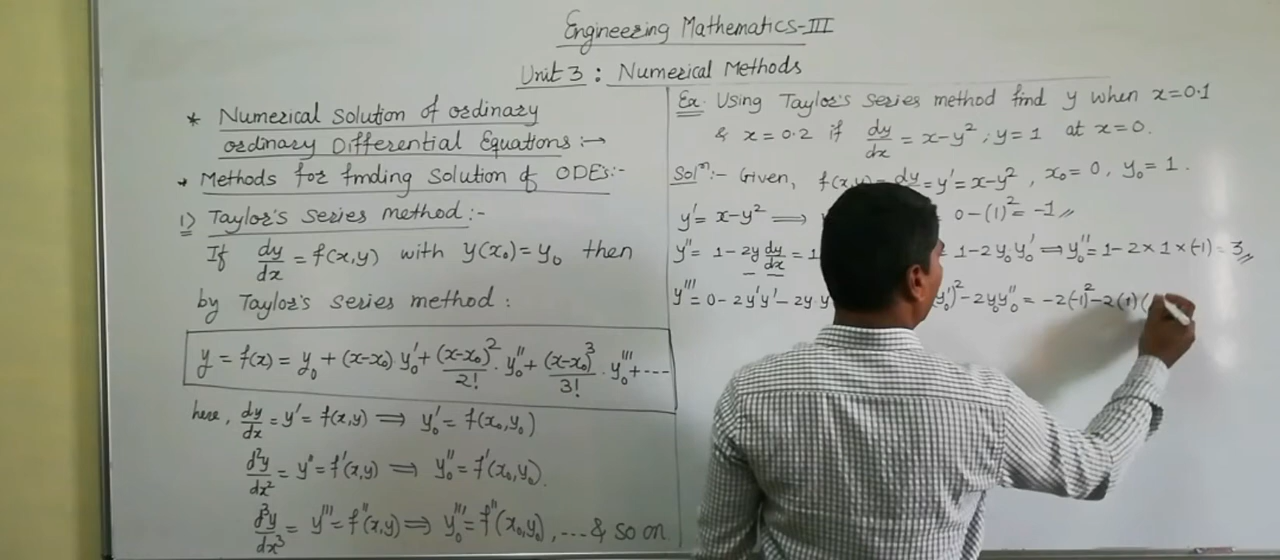 Engineering Mathematics-III
Unit 3 : Numerical Methods
* Numerical Solution of ordinary
ordinary Differential Equations :→
* Methods for finding Solution of ODEs:-
1) Taylor's Series method :-
If dy/dx = f(x,y) with y(x₀) = y₀ then
by Taylor's Series method :
y = f(x) = y₀ + (x-x₀) y₀' + (x-x₀)²/2! · y₀'' + (x-x₀)³/3! · y₀''' + ----
here, dy/dx = y' = f(x,y) ⟹ y₀' = f(x₀,y₀)
d²y/dx² = y'' = f'(x,y) ⟹ y₀'' = f'(x₀,y₀).
d³y/dx³ = y''' = f''(x,y) ⟹ y₀''' = f''(x₀,y₀), ---- & so on
Ex. Using Taylor's Series method find y when x=0.1
& x = 0.2 if dy/dx = x-y², y=1 at x=0.
Solⁿ:- Given, f(x,y) = dy/dx = y' = x-y², x₀ = 0, y₀ = 1.
y' = x-y² ⟹ 0-(1)² = -1
y'' = 1-2y dy/dx = 1 1-2y₀y₀' ⟹ y₀'' = 1-2×1×(-1) = 3
y''' = 0-2y'y'-2y·y y₀')²-2y₀y₀'' = -2(-1)²-2(1)(